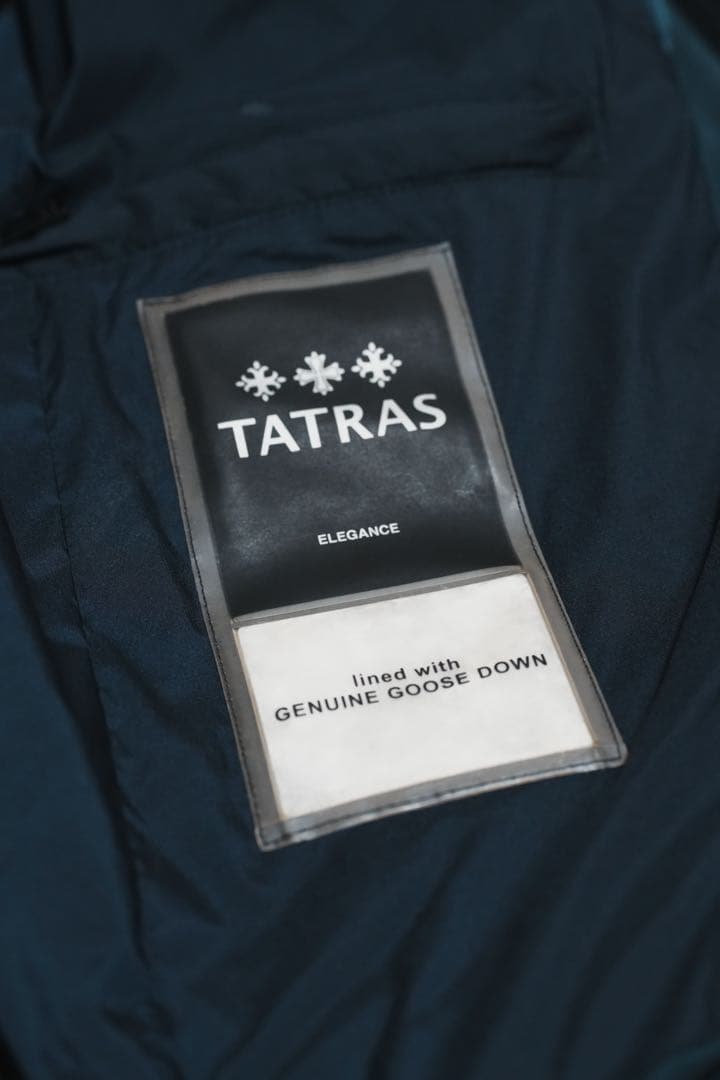 TATRAS
ELEGANCE
lined with
GENUINE GOOSE DOWN